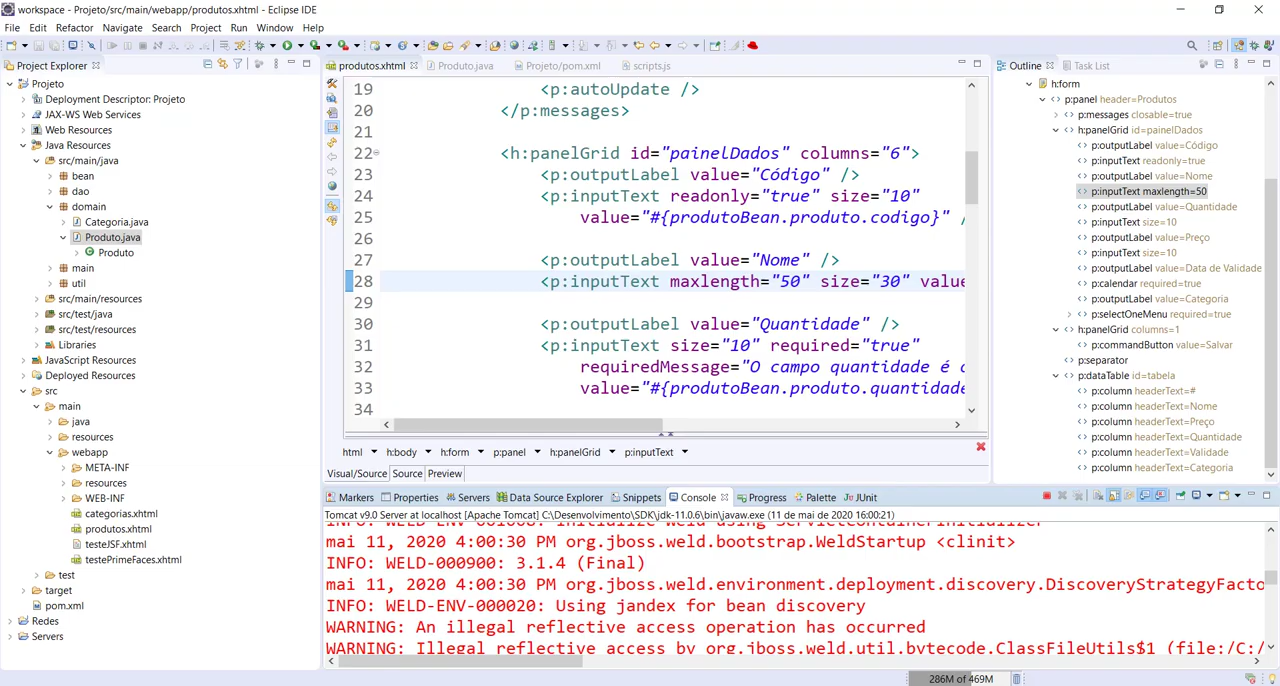 workspace - Projeto/src/main/webapp/produtos.xhtml - Eclipse IDE
File Edit Refactor Navigate Search Project Run Window Help
Project Explorer
Projeto
Deployment Descriptor: Projeto
JAX-WS Web Services
Web Resources
Java Resources
src/main/java
bean
dao
domain
Categoria.java
Produto.java
Produto
main
util
src/main/resources
src/test/java
src/test/resources
Libraries
JavaScript Resources
Deployed Resources
src
main
java
resources
webapp
META-INF
resources
WEB-INF
categorias.xhtml
produtos.xhtml
testeJSF.xhtml
testePrimeFaces.xhtml
test
target
pom.xml
Redes
Servers
produtos.xhtml Produto.java Projeto/pom.xml scripts.js
19 <p:autoUpdate />
20 </p:messages>
21
22 <h:panelGrid id="painelDados" columns="6">
23 <p:outputLabel value="Código" />
24 <p:inputText readonly="true" size="10"
25 value="#{produtoBean.produto.codigo}" /
26
27 <p:outputLabel value="Nome" />
28 <p:inputText maxlength="50" size="30" value
29
30 <p:outputLabel value="Quantidade" />
31 <p:inputText size="10" required="true"
32 requiredMessage="O campo quantidade é
33 value="#{produtoBean.produto.quantidade
34
html h:body h:form p:panel h:panelGrid p:inputText
Visual/Source Source Preview
Outline Task List
h:form
p:panel header=Produtos
p:messages closable=true
h:panelGrid id=painelDados
p:outputLabel value=Código
p:inputText readonly=true
p:outputLabel value=Nome
p:inputText maxlength=50
p:outputLabel value=Quantidade
p:inputText size=10
p:outputLabel value=Preço
p:inputText size=10
p:outputLabel value=Data de Validade
p:calendar required=true
p:outputLabel value=Categoria
p:selectOneMenu required=true
h:panelGrid columns=1
p:commandButton value=Salvar
p:separator
p:dataTable id=tabela
p:column headerText=#
p:column headerText=Nome
p:column headerText=Preço
p:column headerText=Quantidade
p:column headerText=Validade
p:column headerText=Categoria
Markers Properties Servers Data Source Explorer Snippets Console Progress Palette JUnit
Tomcat v9.0 Server at localhost [Apache Tomcat] C:\Desenvolvimento\SDK\jdk-11.0.6\bin\javaw.exe (11 de mai de 2020 16:00:21)
INFO: WELD-ENV-001008: Initialize Weld using ServletContainerInitializer
mai 11, 2020 4:00:30 PM org.jboss.weld.bootstrap.WeldStartup <clinit>
INFO: WELD-000900: 3.1.4 (Final)
mai 11, 2020 4:00:30 PM org.jboss.weld.environment.deployment.discovery.DiscoveryStrategyFacto
INFO: WELD-ENV-000020: Using jandex for bean discovery
WARNING: An illegal reflective access operation has occurred
WARNING: Illegal reflective access by org.jboss.weld.util.bytecode.ClassFileUtils$1 (file:/C:/
286M of 469M